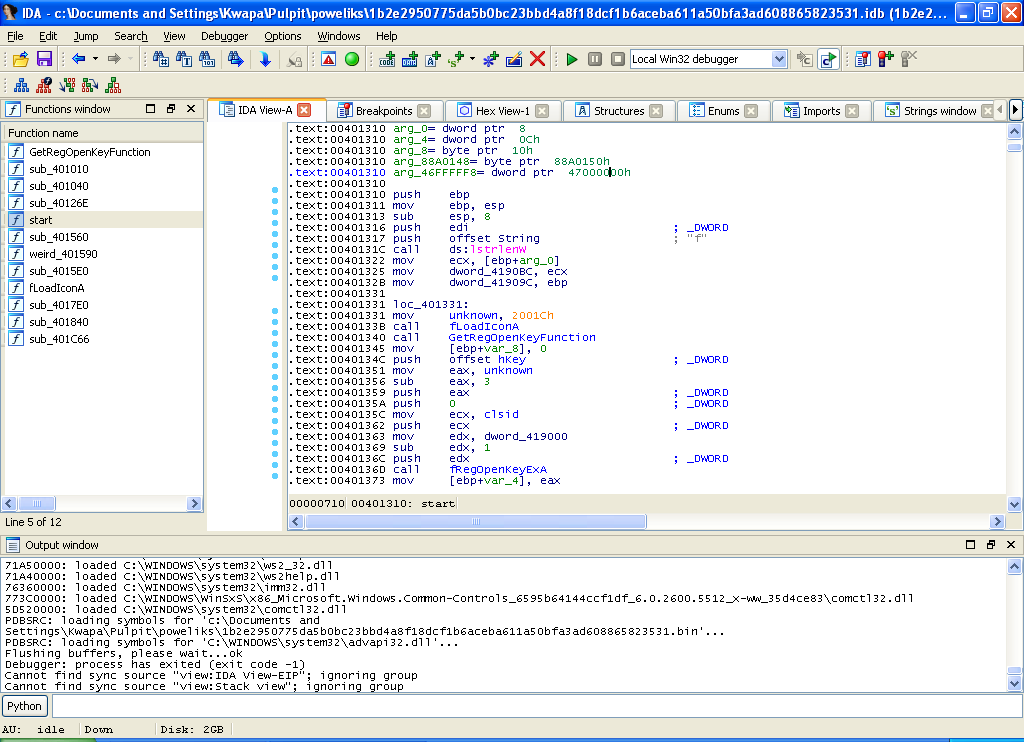 IDA - c:\Documents and Settings\Kwapa\Pulpit\poweliks\1b2e2950775da5b0bc23bbd4a8f18dcf1b6aceba611a50bfa3ad608865823531.idb (1b2e2...
File Edit Jump Search View Debugger Options Windows Help
Local Win32 debugger
Functions window
IDA View-A Breakpoints Hex View-1 Structures Enums Imports Strings window
Function name
GetRegOpenKeyFunction
sub_401010
sub_401040
sub_40126E
start
sub_401560
weird_401590
sub_4015E0
fLoadIconA
sub_4017E0
sub_401840
sub_401C66
Line 5 of 12
.text:00401310 arg_0= dword ptr  8
.text:00401310 arg_4= dword ptr  0Ch
.text:00401310 arg_8= byte ptr  10h
.text:00401310 arg_88A0148= byte ptr  88A0150h
.text:00401310 arg_46FFFFF8= dword ptr  47000000h
.text:00401310
.text:00401310 push    ebp
.text:00401311 mov     ebp, esp
.text:00401313 sub     esp, 8
.text:00401316 push    edi                             ; _DWORD
.text:00401317 push    offset String                   ; "f"
.text:0040131C call    ds:lstrlenW
.text:00401322 mov     ecx, [ebp+arg_0]
.text:00401325 mov     dword_4190BC, ecx
.text:0040132B mov     dword_41909C, ebp
.text:00401331
.text:00401331 loc_401331:
.text:00401331 mov     unknown, 2001Ch
.text:0040133B call    fLoadIconA
.text:00401340 call    GetRegOpenKeyFunction
.text:00401345 mov     [ebp+var_8], 0
.text:0040134C push    offset hKey                     ; _DWORD
.text:00401351 mov     eax, unknown
.text:00401356 sub     eax, 3
.text:00401359 push    eax                             ; _DWORD
.text:0040135A push    0                               ; _DWORD
.text:0040135C mov     ecx, clsid
.text:00401362 push    ecx                             ; _DWORD
.text:00401363 mov     edx, dword_419000
.text:00401369 sub     edx, 1
.text:0040136C push    edx                             ; _DWORD
.text:0040136D call    fRegOpenKeyExA
.text:00401373 mov     [ebp+var_4], eax
00000710 00401310: start
Output window
71A50000: loaded C:\WINDOWS\system32\ws2_32.dll
71A40000: loaded C:\WINDOWS\system32\ws2help.dll
76360000: loaded C:\WINDOWS\system32\imm32.dll
773C0000: loaded C:\WINDOWS\WinSxS\x86_Microsoft.Windows.Common-Controls_6595b64144ccf1df_6.0.2600.5512_x-ww_35d4ce83\comctl32.dll
5D520000: loaded C:\WINDOWS\system32\comctl32.dll
PDBSRC: loading symbols for 'c:\Documents and
Settings\Kwapa\Pulpit\poweliks\1b2e2950775da5b0bc23bbd4a8f18dcf1b6aceba611a50bfa3ad608865823531.bin'...
PDBSRC: loading symbols for 'C:\WINDOWS\system32\advapi32.dll'...
Flushing buffers, please wait...ok
Debugger: process has exited (exit code -1)
Cannot find sync source "view:IDA View-EIP"; ignoring group
Cannot find sync source "view:Stack view"; ignoring group
Python
AU: idle Down Disk: 2GB